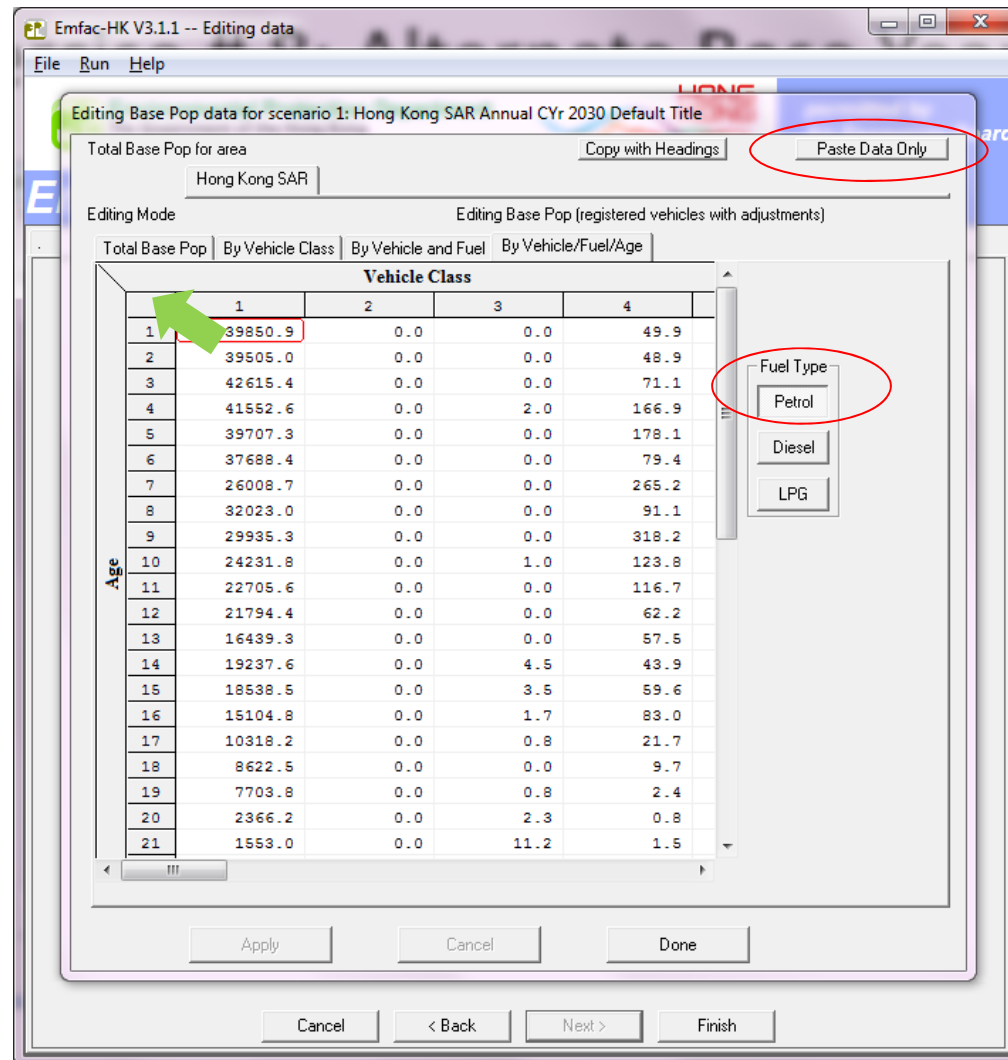 Emfac-HK V3.1.1 -- Editing data
File Run Help
Editing Base Pop data for scenario 1: Hong Kong SAR Annual CYr 2030 Default Title
Total Base Pop for area Copy with Headings Paste Data Only
Hong Kong SAR
Editing Mode Editing Base Pop (registered vehicles with adjustments)
Total Base Pop By Vehicle Class By Vehicle and Fuel By Vehicle/Fuel/Age
Vehicle Class
1 2 3 4
1 39850.9 0.0 0.0 49.9
2 39505.0 0.0 0.0 48.9
Fuel Type
3 42615.4 0.0 0.0 71.1
4 41552.6 0.0 2.0 166.9
Petrol
5 39707.3 0.0 0.0 178.1
Diesel
6 37688.4 0.0 0.0 79.4
7 26008.7 0.0 0.0 265.2
LPG
8 32023.0 0.0 0.0 91.1
9 29935.3 0.0 0.0 318.2
Age
10 24231.8 0.0 1.0 123.8
11 22705.6 0.0 0.0 116.7
12 21794.4 0.0 0.0 62.2
13 16439.3 0.0 0.0 57.5
14 19237.6 0.0 4.5 43.9
15 18538.5 0.0 3.5 59.6
16 15104.8 0.0 1.7 83.0
17 10318.2 0.0 0.8 21.7
18 8622.5 0.0 0.0 9.7
19 7703.8 0.0 0.8 2.4
20 2366.2 0.0 2.3 0.8
21 1553.0 0.0 11.2 1.5
Apply Cancel Done
Cancel < Back Next > Finish